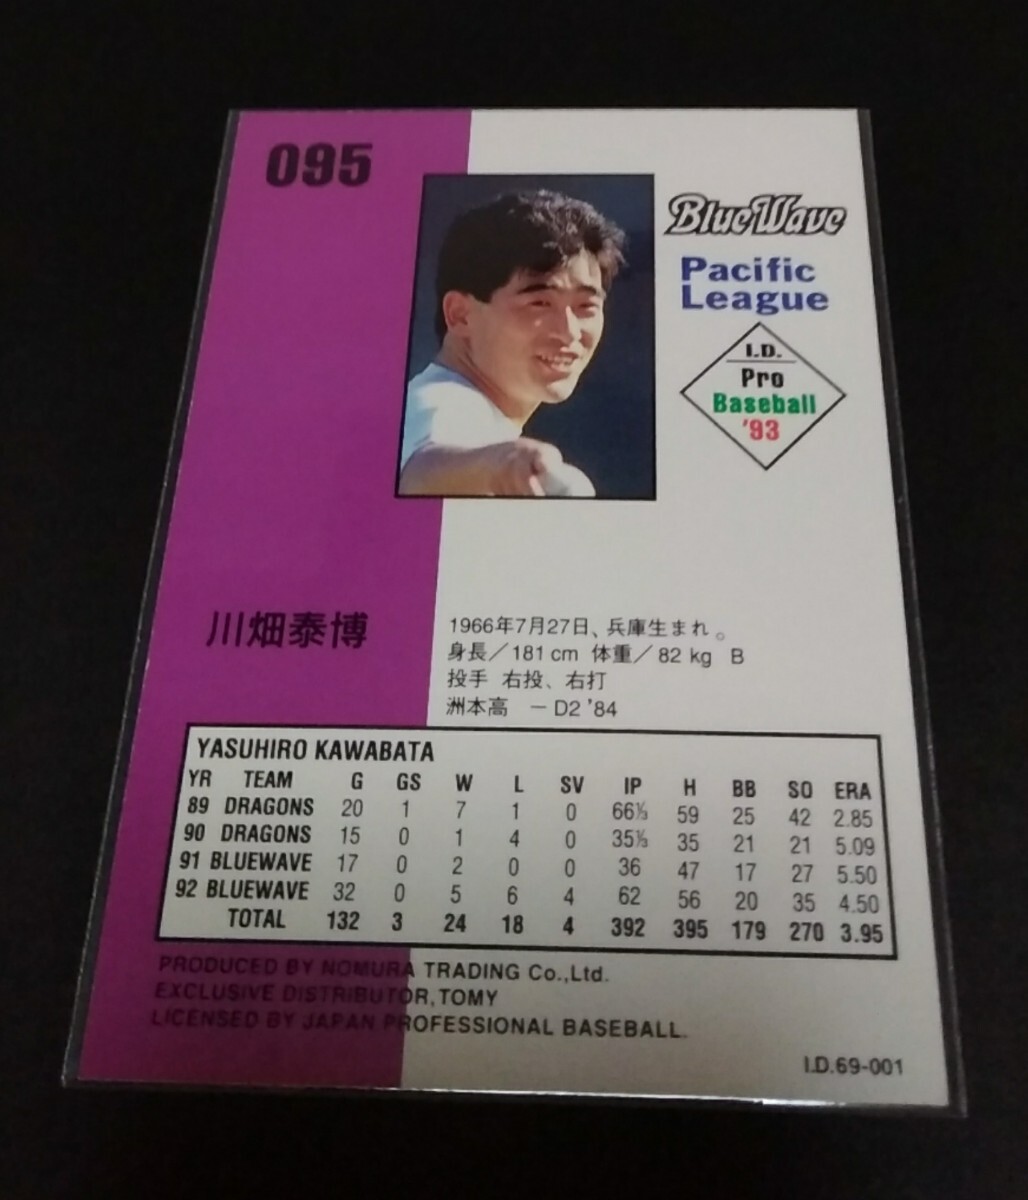 095
BlueWave
Pacific
League
I.D.
Pro
Baseball
'93
川畑泰博
1966年7月27日、兵庫生まれ。
身長／181cm 体重／82kg B
投手 右投、右打
洲本高 －D2 '84
YASUHIRO KAWABATA
YR TEAM G GS W L SV IP H BB SO ERA
89 DRAGONS 20 1 7 1 0 66⅓ 59 25 42 2.85
90 DRAGONS 15 0 1 4 0 35⅓ 35 21 21 5.09
91 BLUEWAVE 17 0 2 0 0 36 47 17 27 5.50
92 BLUEWAVE 32 0 5 6 4 62 56 20 35 4.50
TOTAL 132 3 24 18 4 392 395 179 270 3.95
PRODUCED BY NOMURA TRADING Co.,Ltd.
EXCLUSIVE DISTRIBUTOR,TOMY
LICENSED BY JAPAN PROFESSIONAL BASEBALL.
I.D.69-001